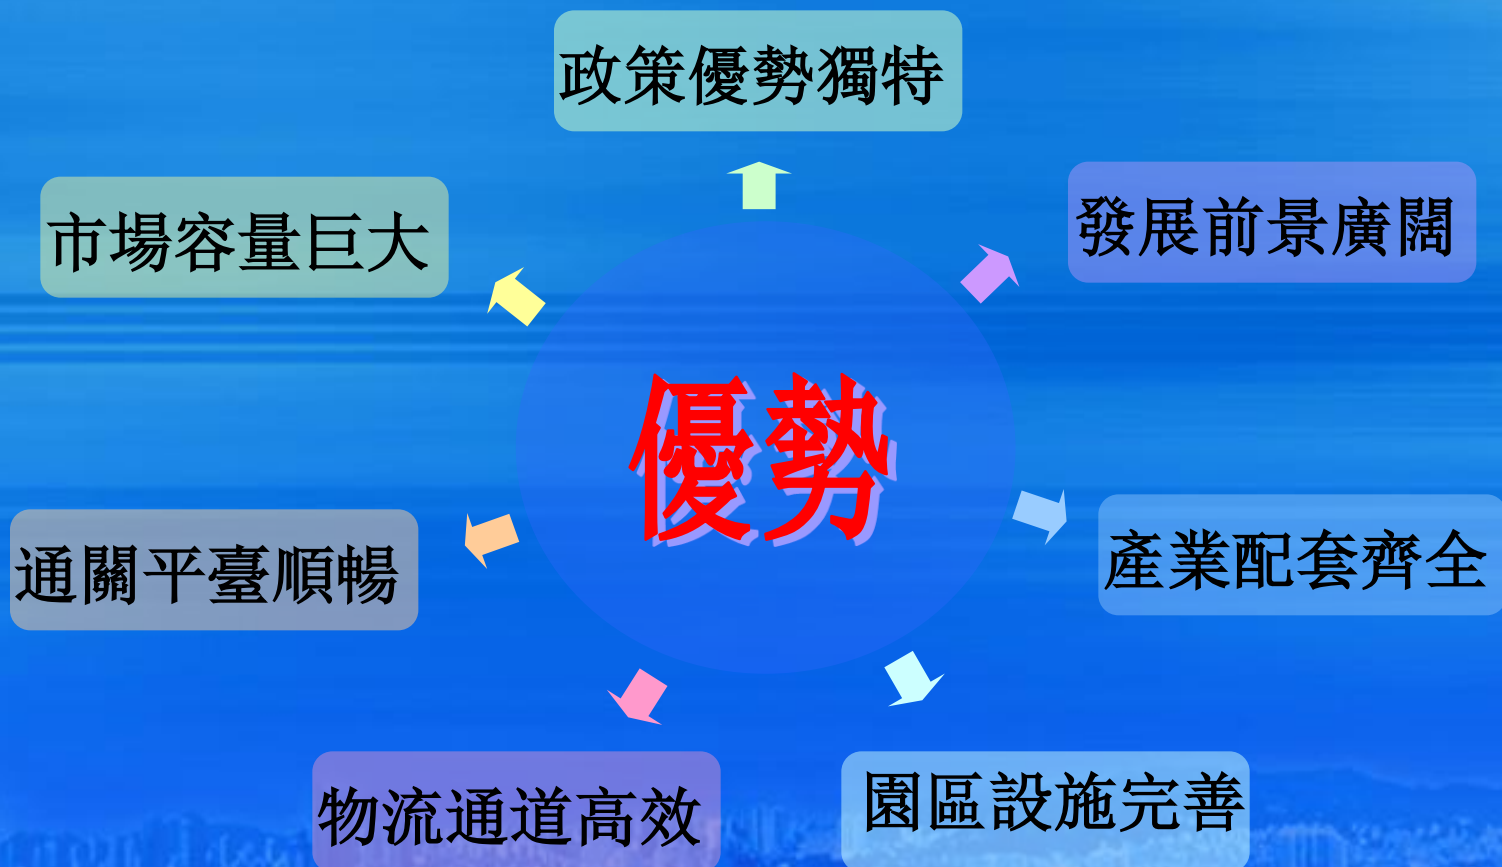 政策優勢獨特
市場容量巨大
發展前景廣闊
優勢
通關平臺順暢
產業配套齊全
物流通道高效
園區設施完善